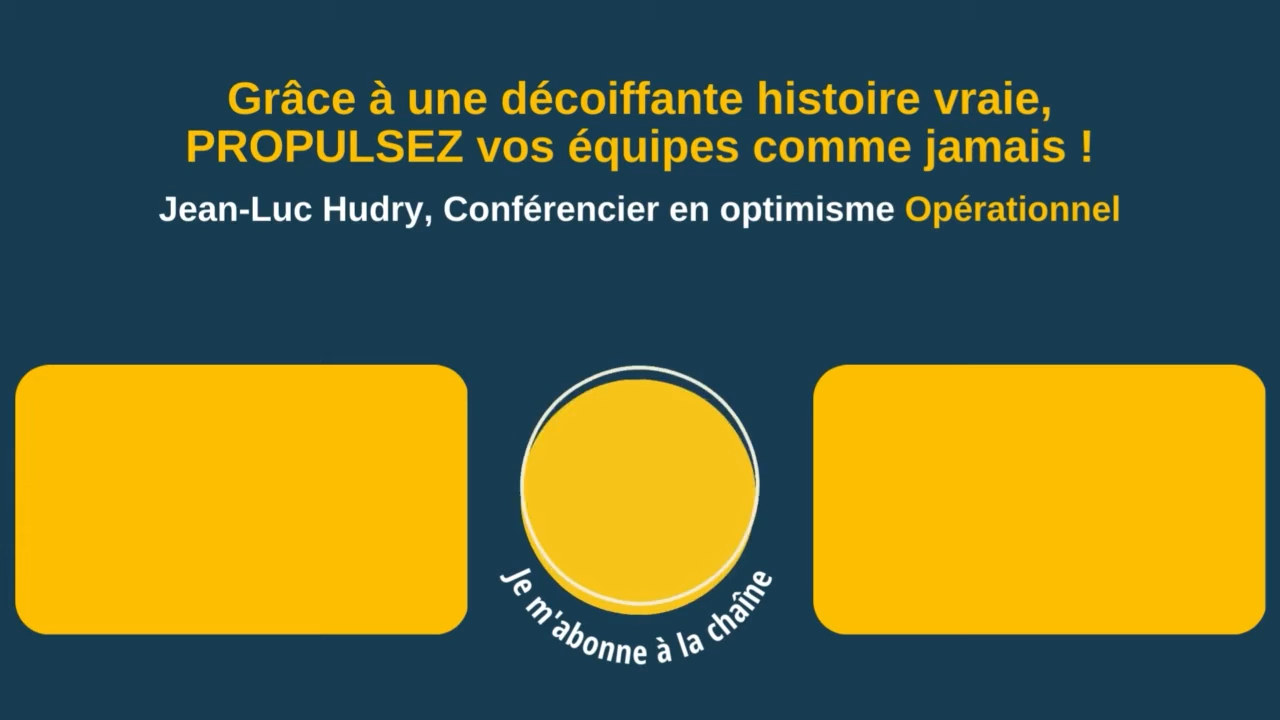 Grâce à une décoiffante histoire vraie,
PROPULSEZ vos équipes comme jamais !
Jean-Luc Hudry, Conférencier en optimisme Opérationnel
Je m'abonne à la chaîne